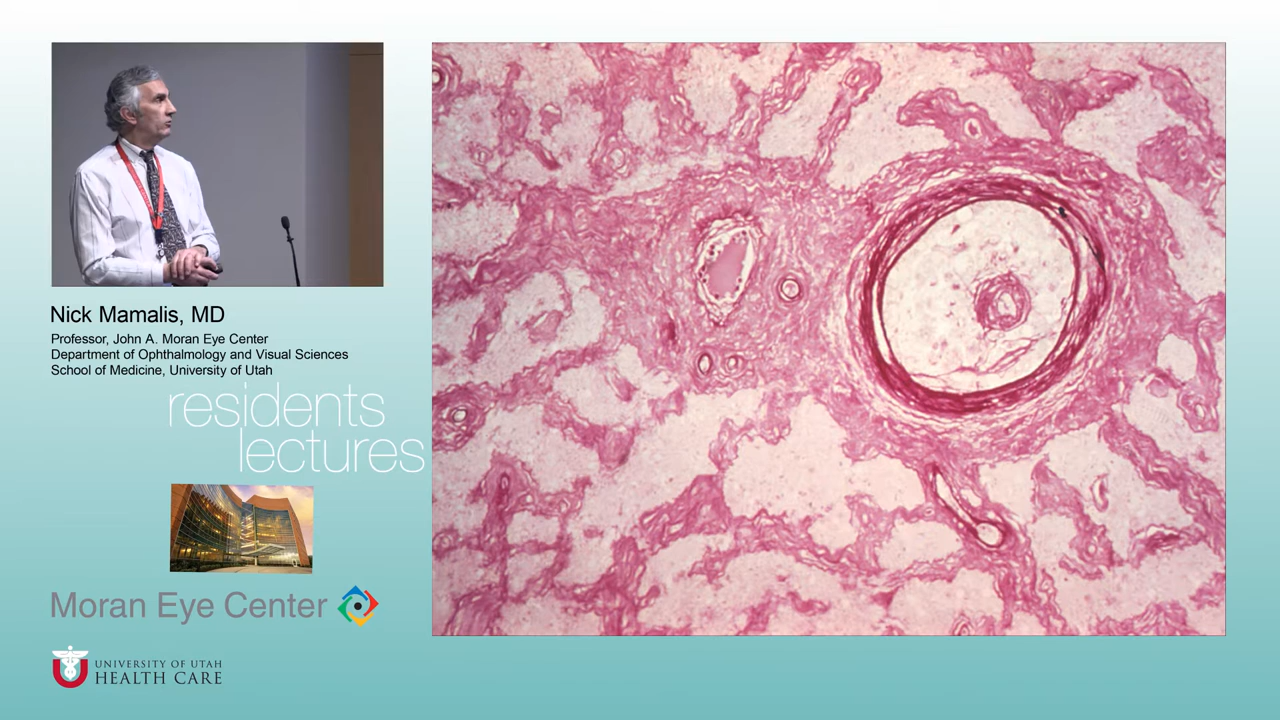 Nick Mamalis, MD
Professor, John A. Moran Eye Center
Department of Ophthalmology and Visual Sciences
School of Medicine, University of Utah
residents
lectures
Moran Eye Center
UNIVERSITY OF UTAH
HEALTH CARE